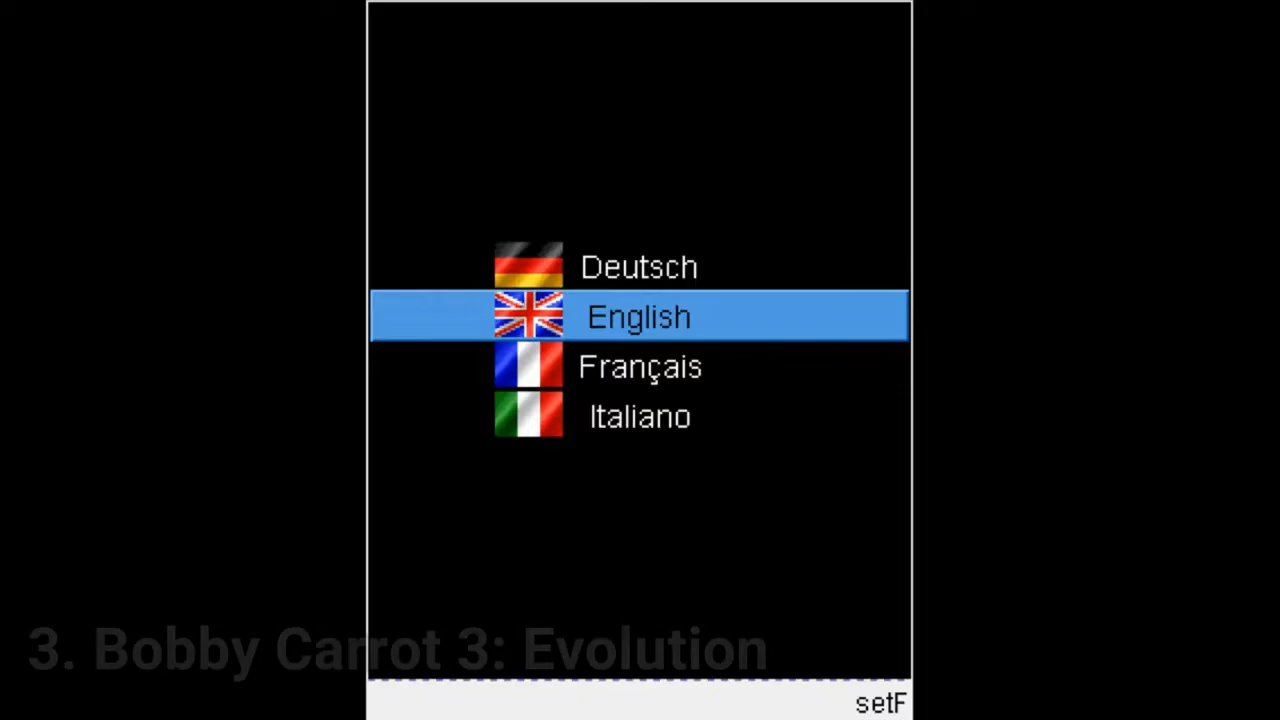 Deutsch
English
Français
Italiano
3. Bobby Carrot 3: Evolution
setF